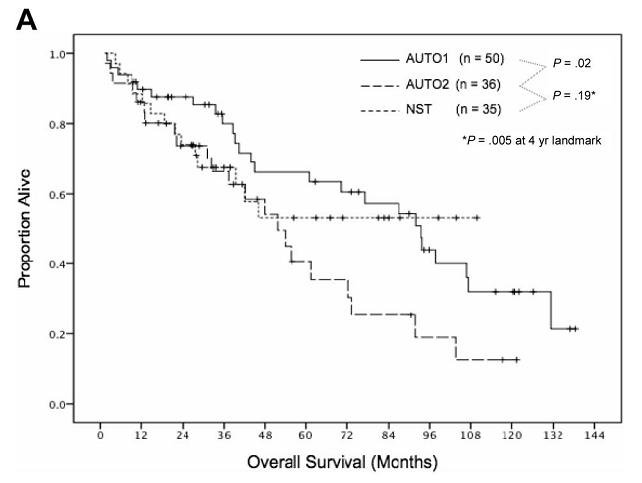 A
AUTO1 (n = 50)
P = .02
AUTO2 (n = 36)
P = .19*
NST (n = 35)
*P = .005 at 4 yr landmark
Proportion Alive
1.0
0.8
0.6
0.4
0.2
0.0
0 12 24 36 48 60 72 84 96 108 120 132 144
Overall Survival (Months)